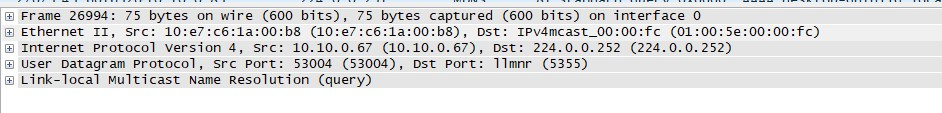 Frame 26994: 75 bytes on wire (600 bits), 75 bytes captured (600 bits) on interface 0
Ethernet II, Src: 10:e7:c6:1a:00:b8 (10:e7:c6:1a:00:b8), Dst: IPv4mcast_00:00:fc (01:00:5e:00:00:fc)
Internet Protocol Version 4, Src: 10.10.0.67 (10.10.0.67), Dst: 224.0.0.252 (224.0.0.252)
User Datagram Protocol, Src Port: 53004 (53004), Dst Port: llmnr (5355)
Link-local Multicast Name Resolution (query)